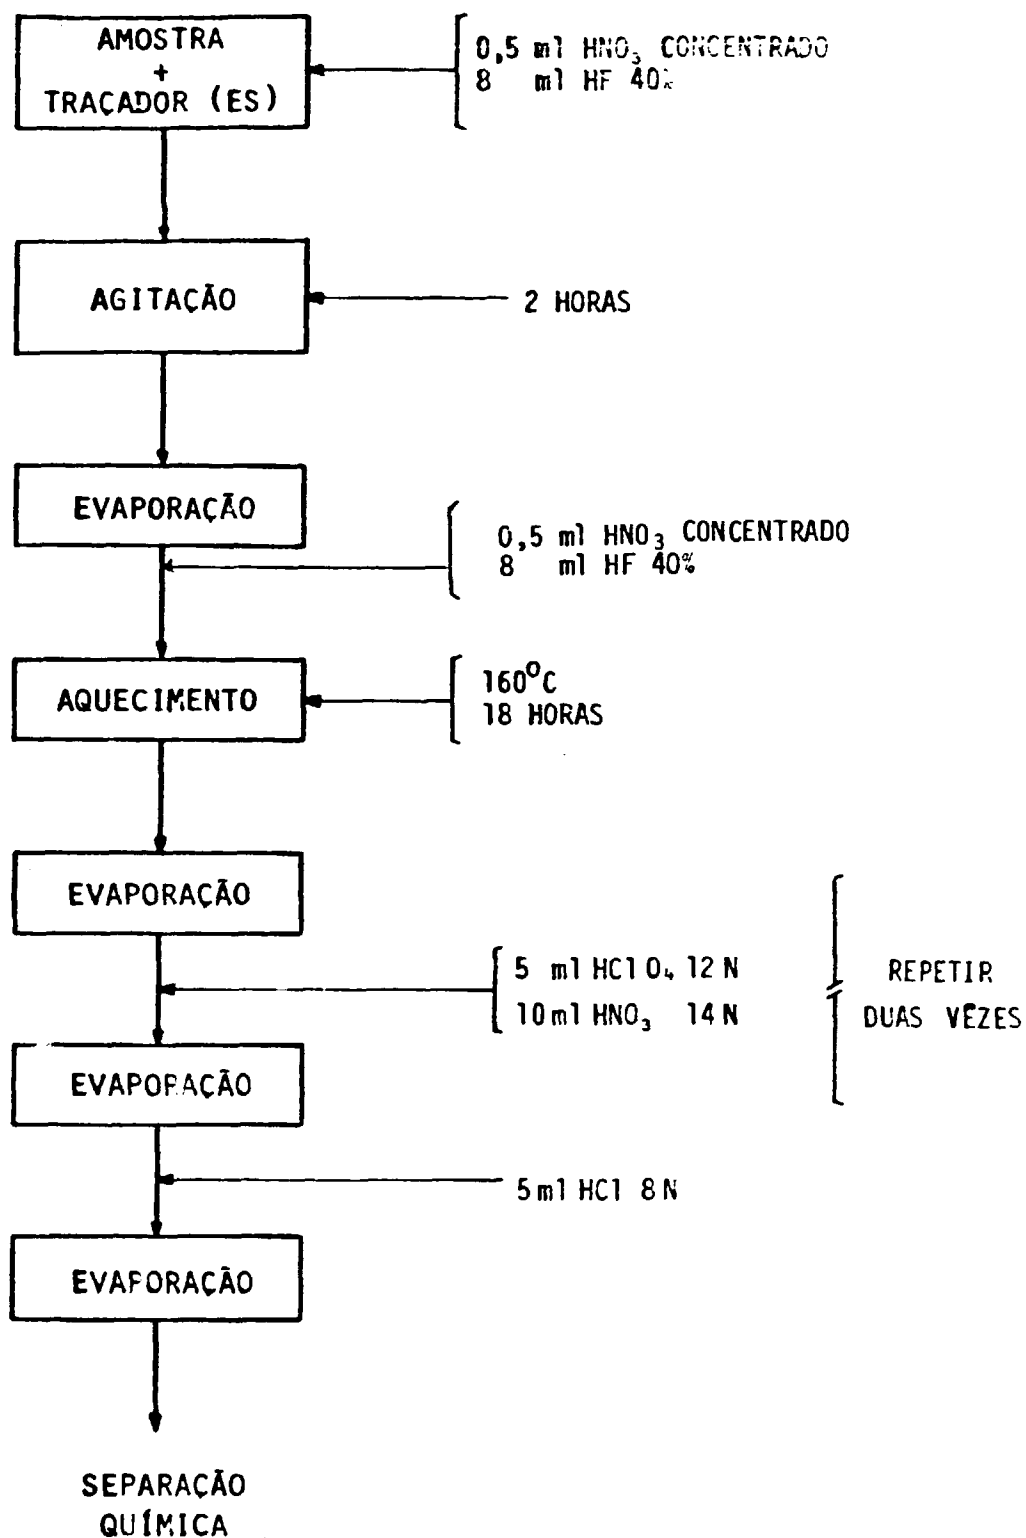 AMOSTRA
+
TRAÇADOR (ES)
0,5 ml HNO₃ CONCENTRADO
8 ml HF 40%
AGITAÇÃO
2 HORAS
EVAPORAÇÃO
0,5 ml HNO₃ CONCENTRADO
8 ml HF 40%
AQUECIMENTO
160ºC
18 HORAS
EVAPORAÇÃO
5 ml HClO₄ 12 N
10 ml HNO₃ 14 N
REPETIR
DUAS VÊZES
EVAPORAÇÃO
5 ml HCl 8 N
EVAPORAÇÃO
SEPARAÇÃO
QUÍMICA